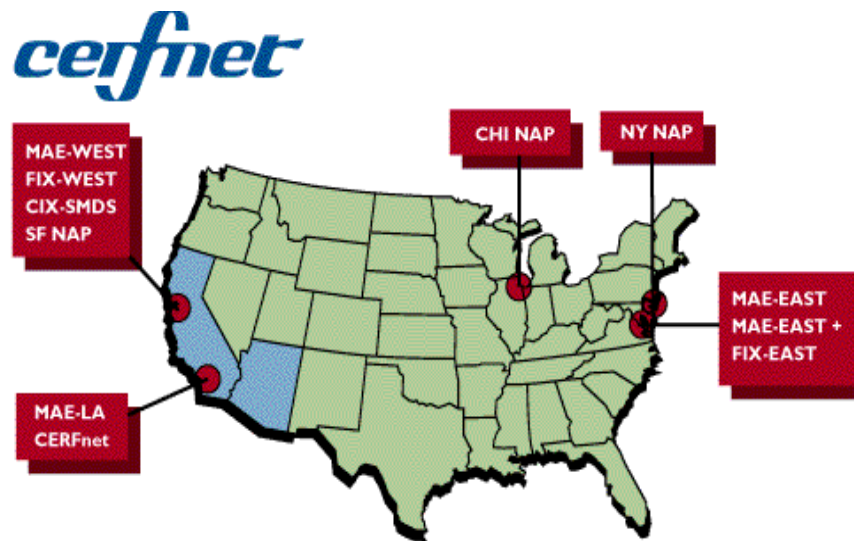 cerfnet
MAE-WEST
FIX-WEST
CIX-SMDS
SF NAP
CHI NAP
NY NAP
MAE-EAST
MAE-EAST +
FIX-EAST
MAE-LA
CERFnet